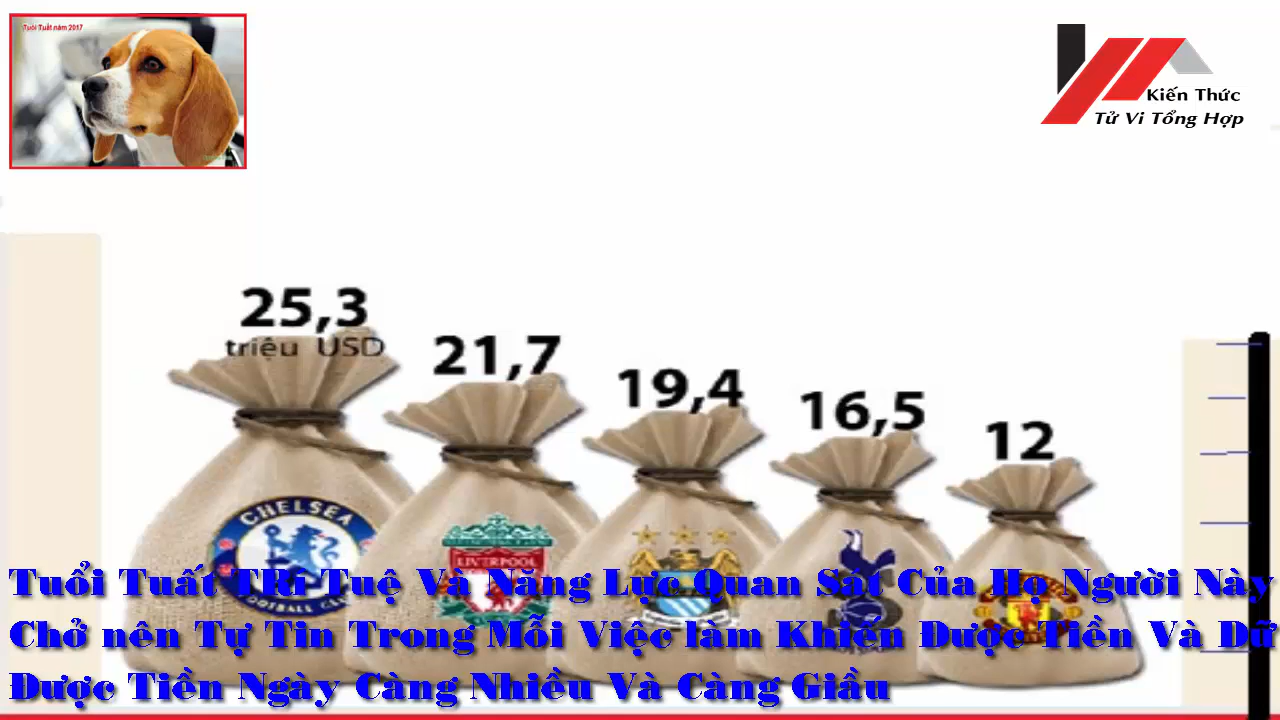 Tuổi Tuất năm 2017
Kiến Thức
Tử Vi Tổng Hợp
25,3
triệu USD
21,7
19,4
16,5
12
CHELSEA
FOOTBALL CLUB
LIVERPOOL
Tuổi Tuất TRí Tuệ Và Năng Lực Quan Sát Của Họ Người Này
Chở nên Tự Tin Trong Mỗi Việc làm Khiến Được Tiền Và Dữ
Được Tiền Ngày Càng Nhiều Và Càng Giầu